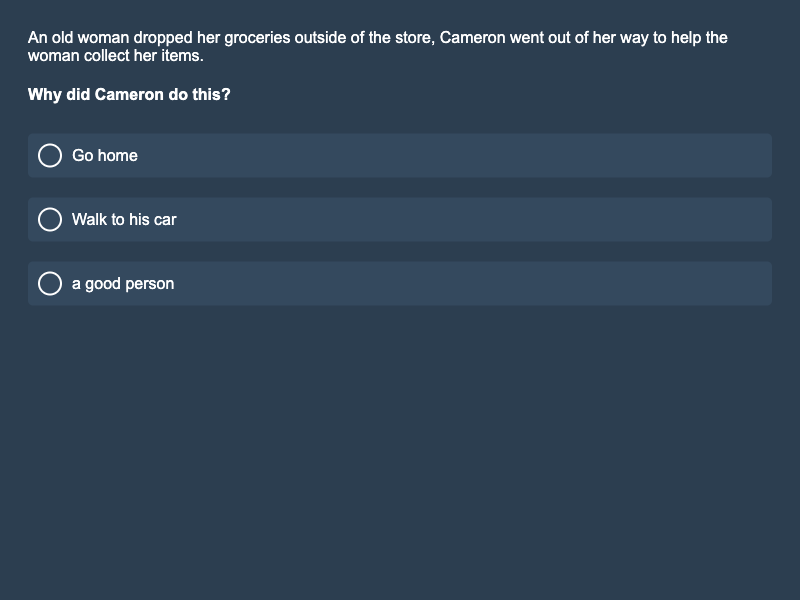 An old woman dropped her groceries outside of the store, Cameron went out of her way to help the
woman collect her items.
Why did Cameron do this?
Go home
Walk to his car
a good person